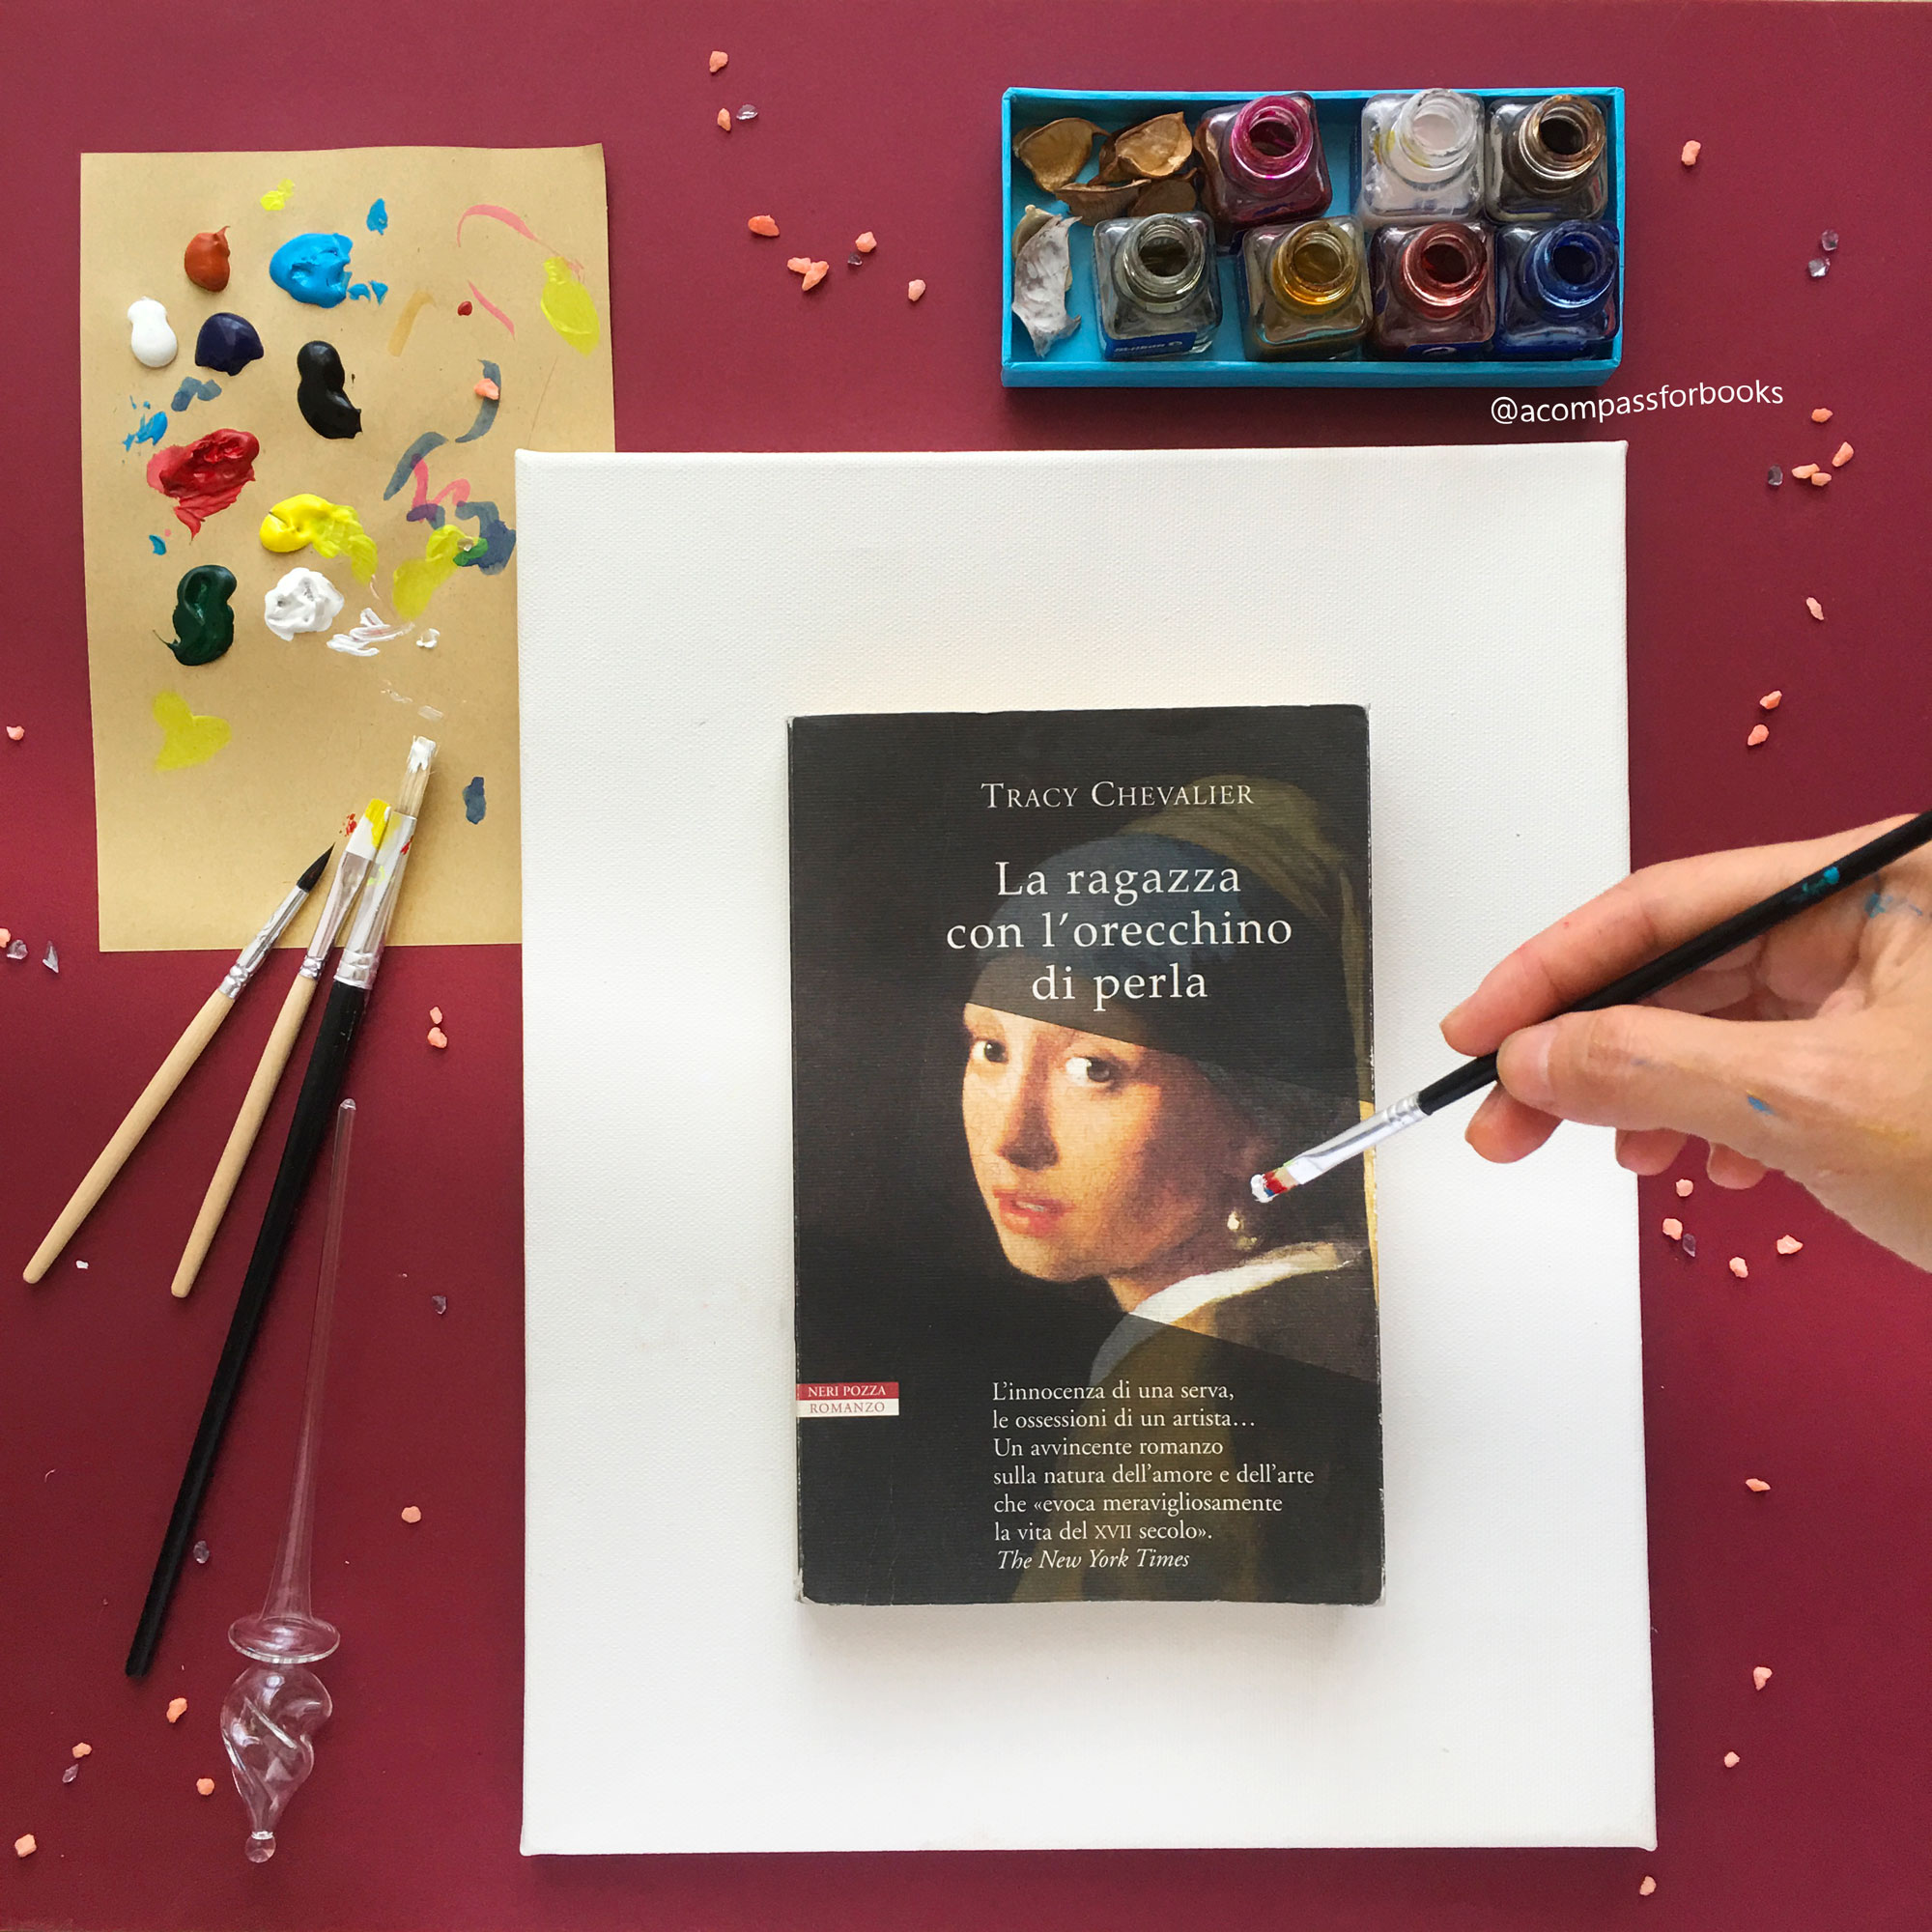 @acompassforbooks
TRACY CHEVALIER
La ragazza
con l'orecchino
di perla
NERI POZZA
ROMANZO
L'innocenza di una serva,
le ossessioni di un artista…
Un avvincente romanzo
sulla natura dell'amore e dell'arte
che «evoca meravigliosamente
la vita del XVII secolo».
The New York Times